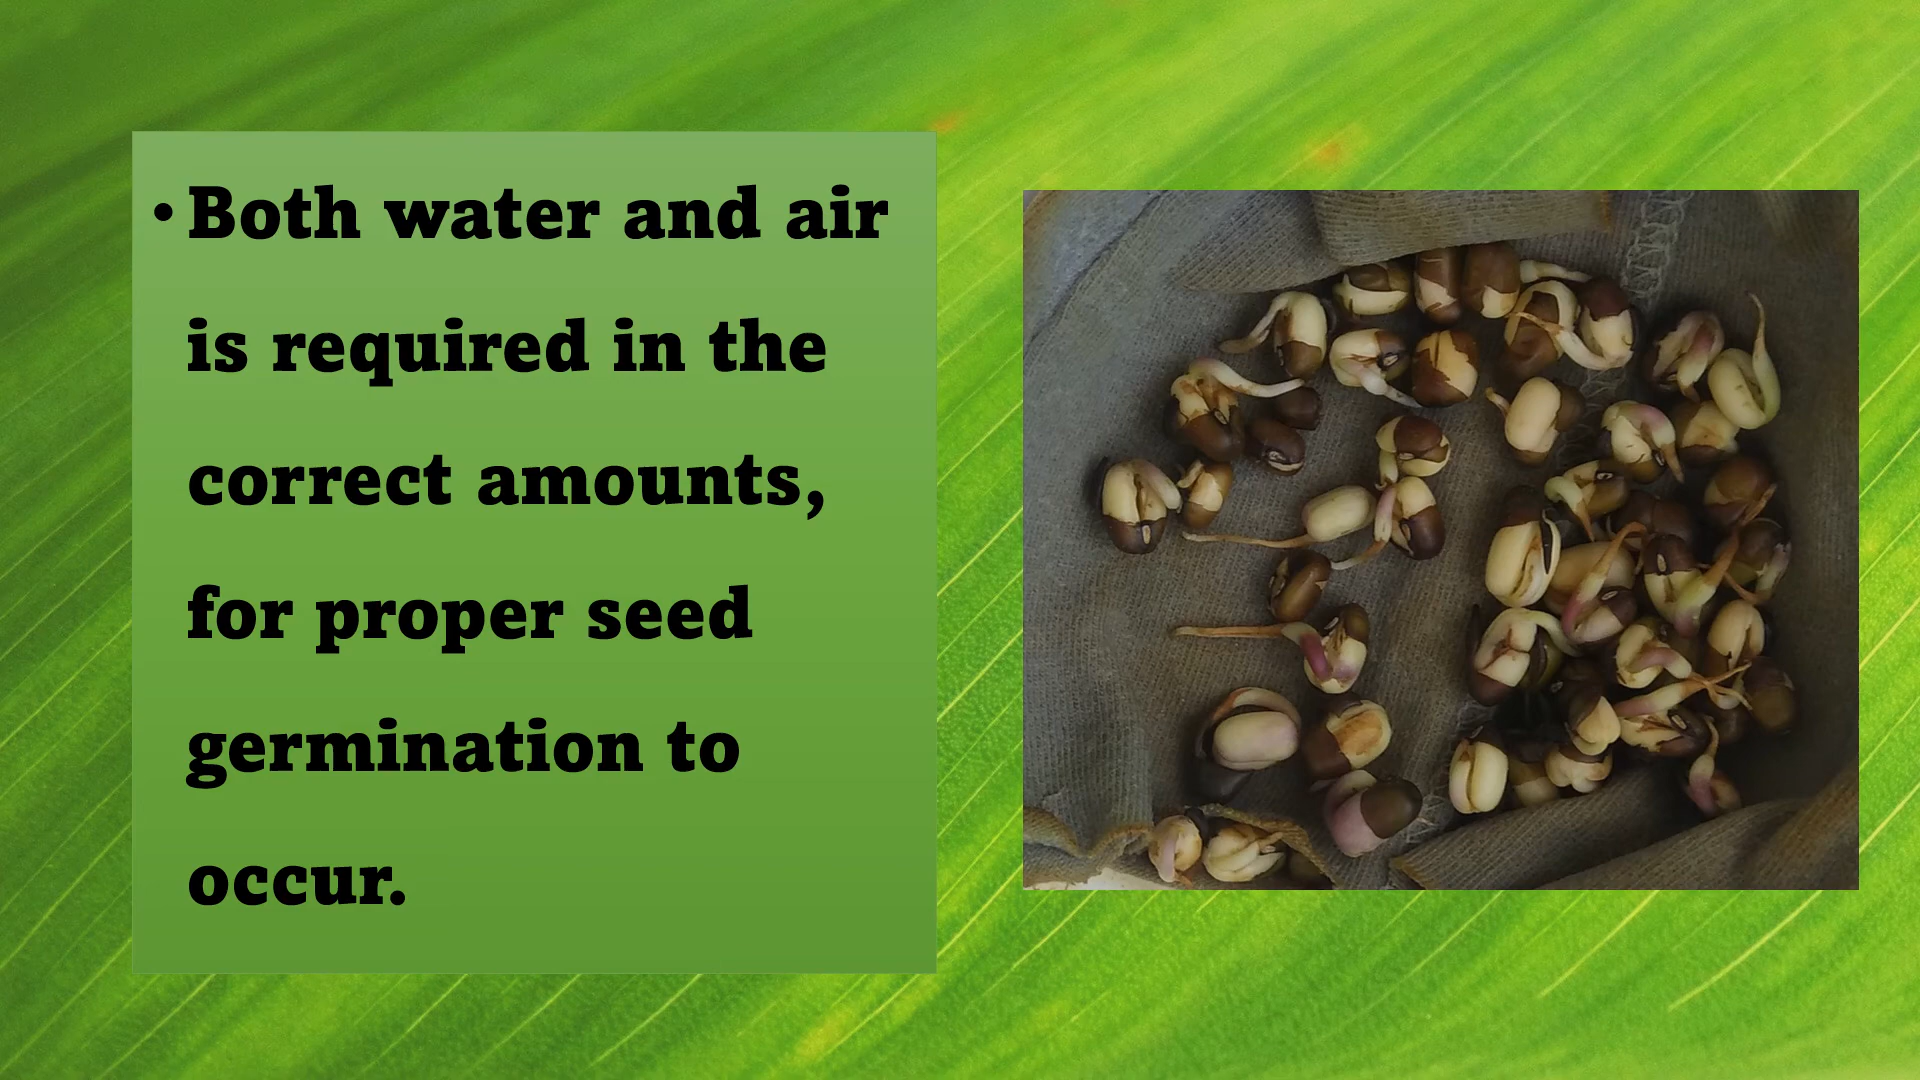 • Both water and air
is required in the
correct amounts,
for proper seed
germination to
occur.